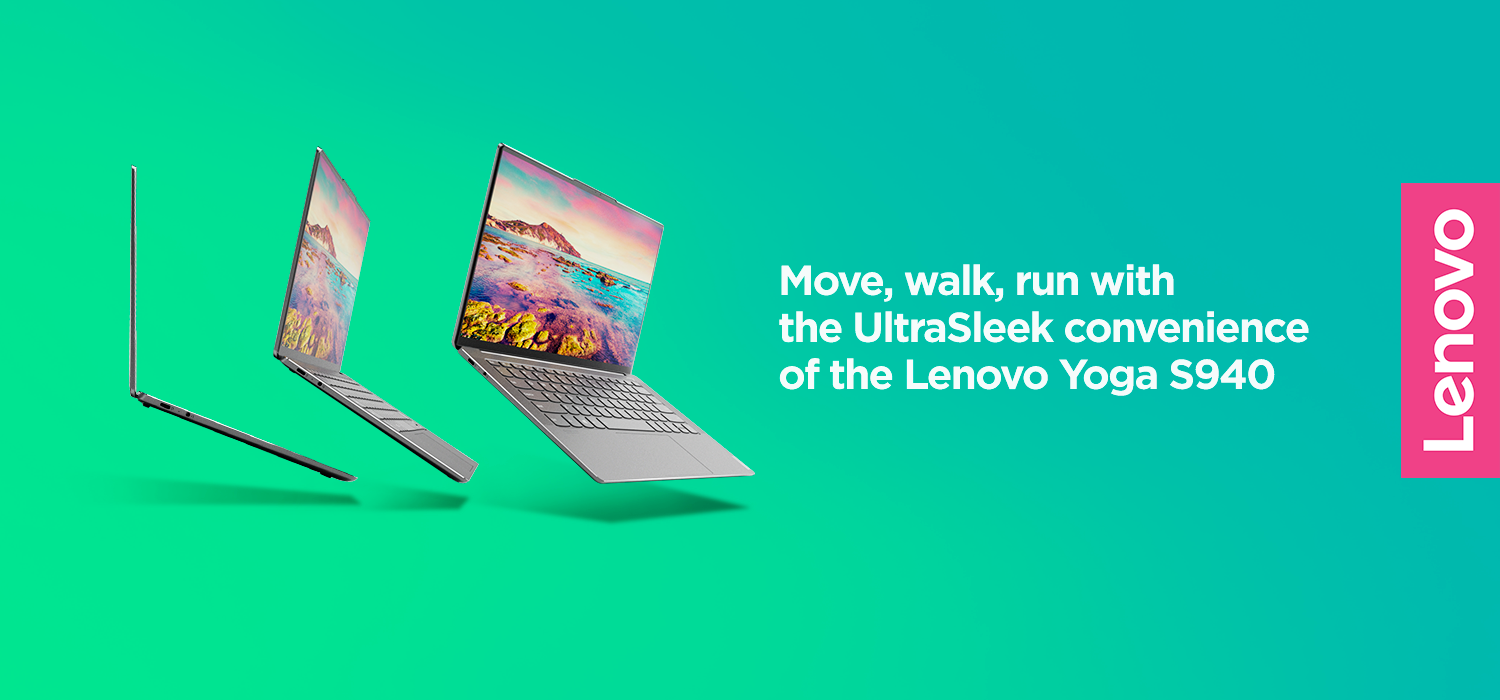 Move, walk, run with
the UltraSleek convenience
of the Lenovo Yoga S940
Lenovo